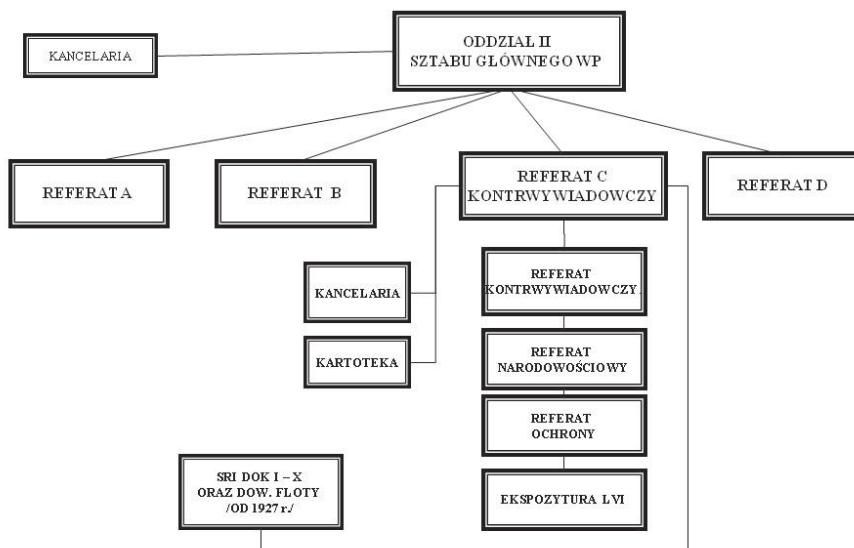 ODDZIAŁ II
SZTABU GŁÓWNEGO WP
KANCELARIA
REFERAT A
REFERAT B
REFERAT C
KONTRWYWIADOWCZY
REFERAT D
KANCELARIA
KARTOTEKA
REFERAT
KONTRWYWIADOWCZY
REFERAT
NARODOWOŚCIOWY
REFERAT
OCHRONY
EKSPOZYTURA LVI
SRI DOK I – X
ORAZ DOW. FLOTY
/OD 1927 r./